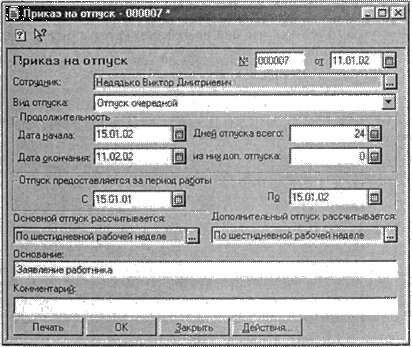 Приказ на отпуск - 000007 *
Приказ на отпуск № 000007 от 11.01.02
Сотрудник: Недядько Виктор Дмитриевич ...
Вид отпуска: Отпуск очередной
Продолжительность
Дата начала: 15.01.02 Дней отпуска всего: 24
Дата окончания: 11.02.02 из них доп. отпуска: 0
Отпуск предоставляется за период работы
С 15.01.01 По 15.01.02
Основной отпуск рассчитывается: Дополнительный отпуск рассчитывается:
По шестидневной рабочей неделе ... По шестидневной рабочей неделе ...
Основание:
Заявление работника
Комментарий:
Печать OK Закрыть Действия...